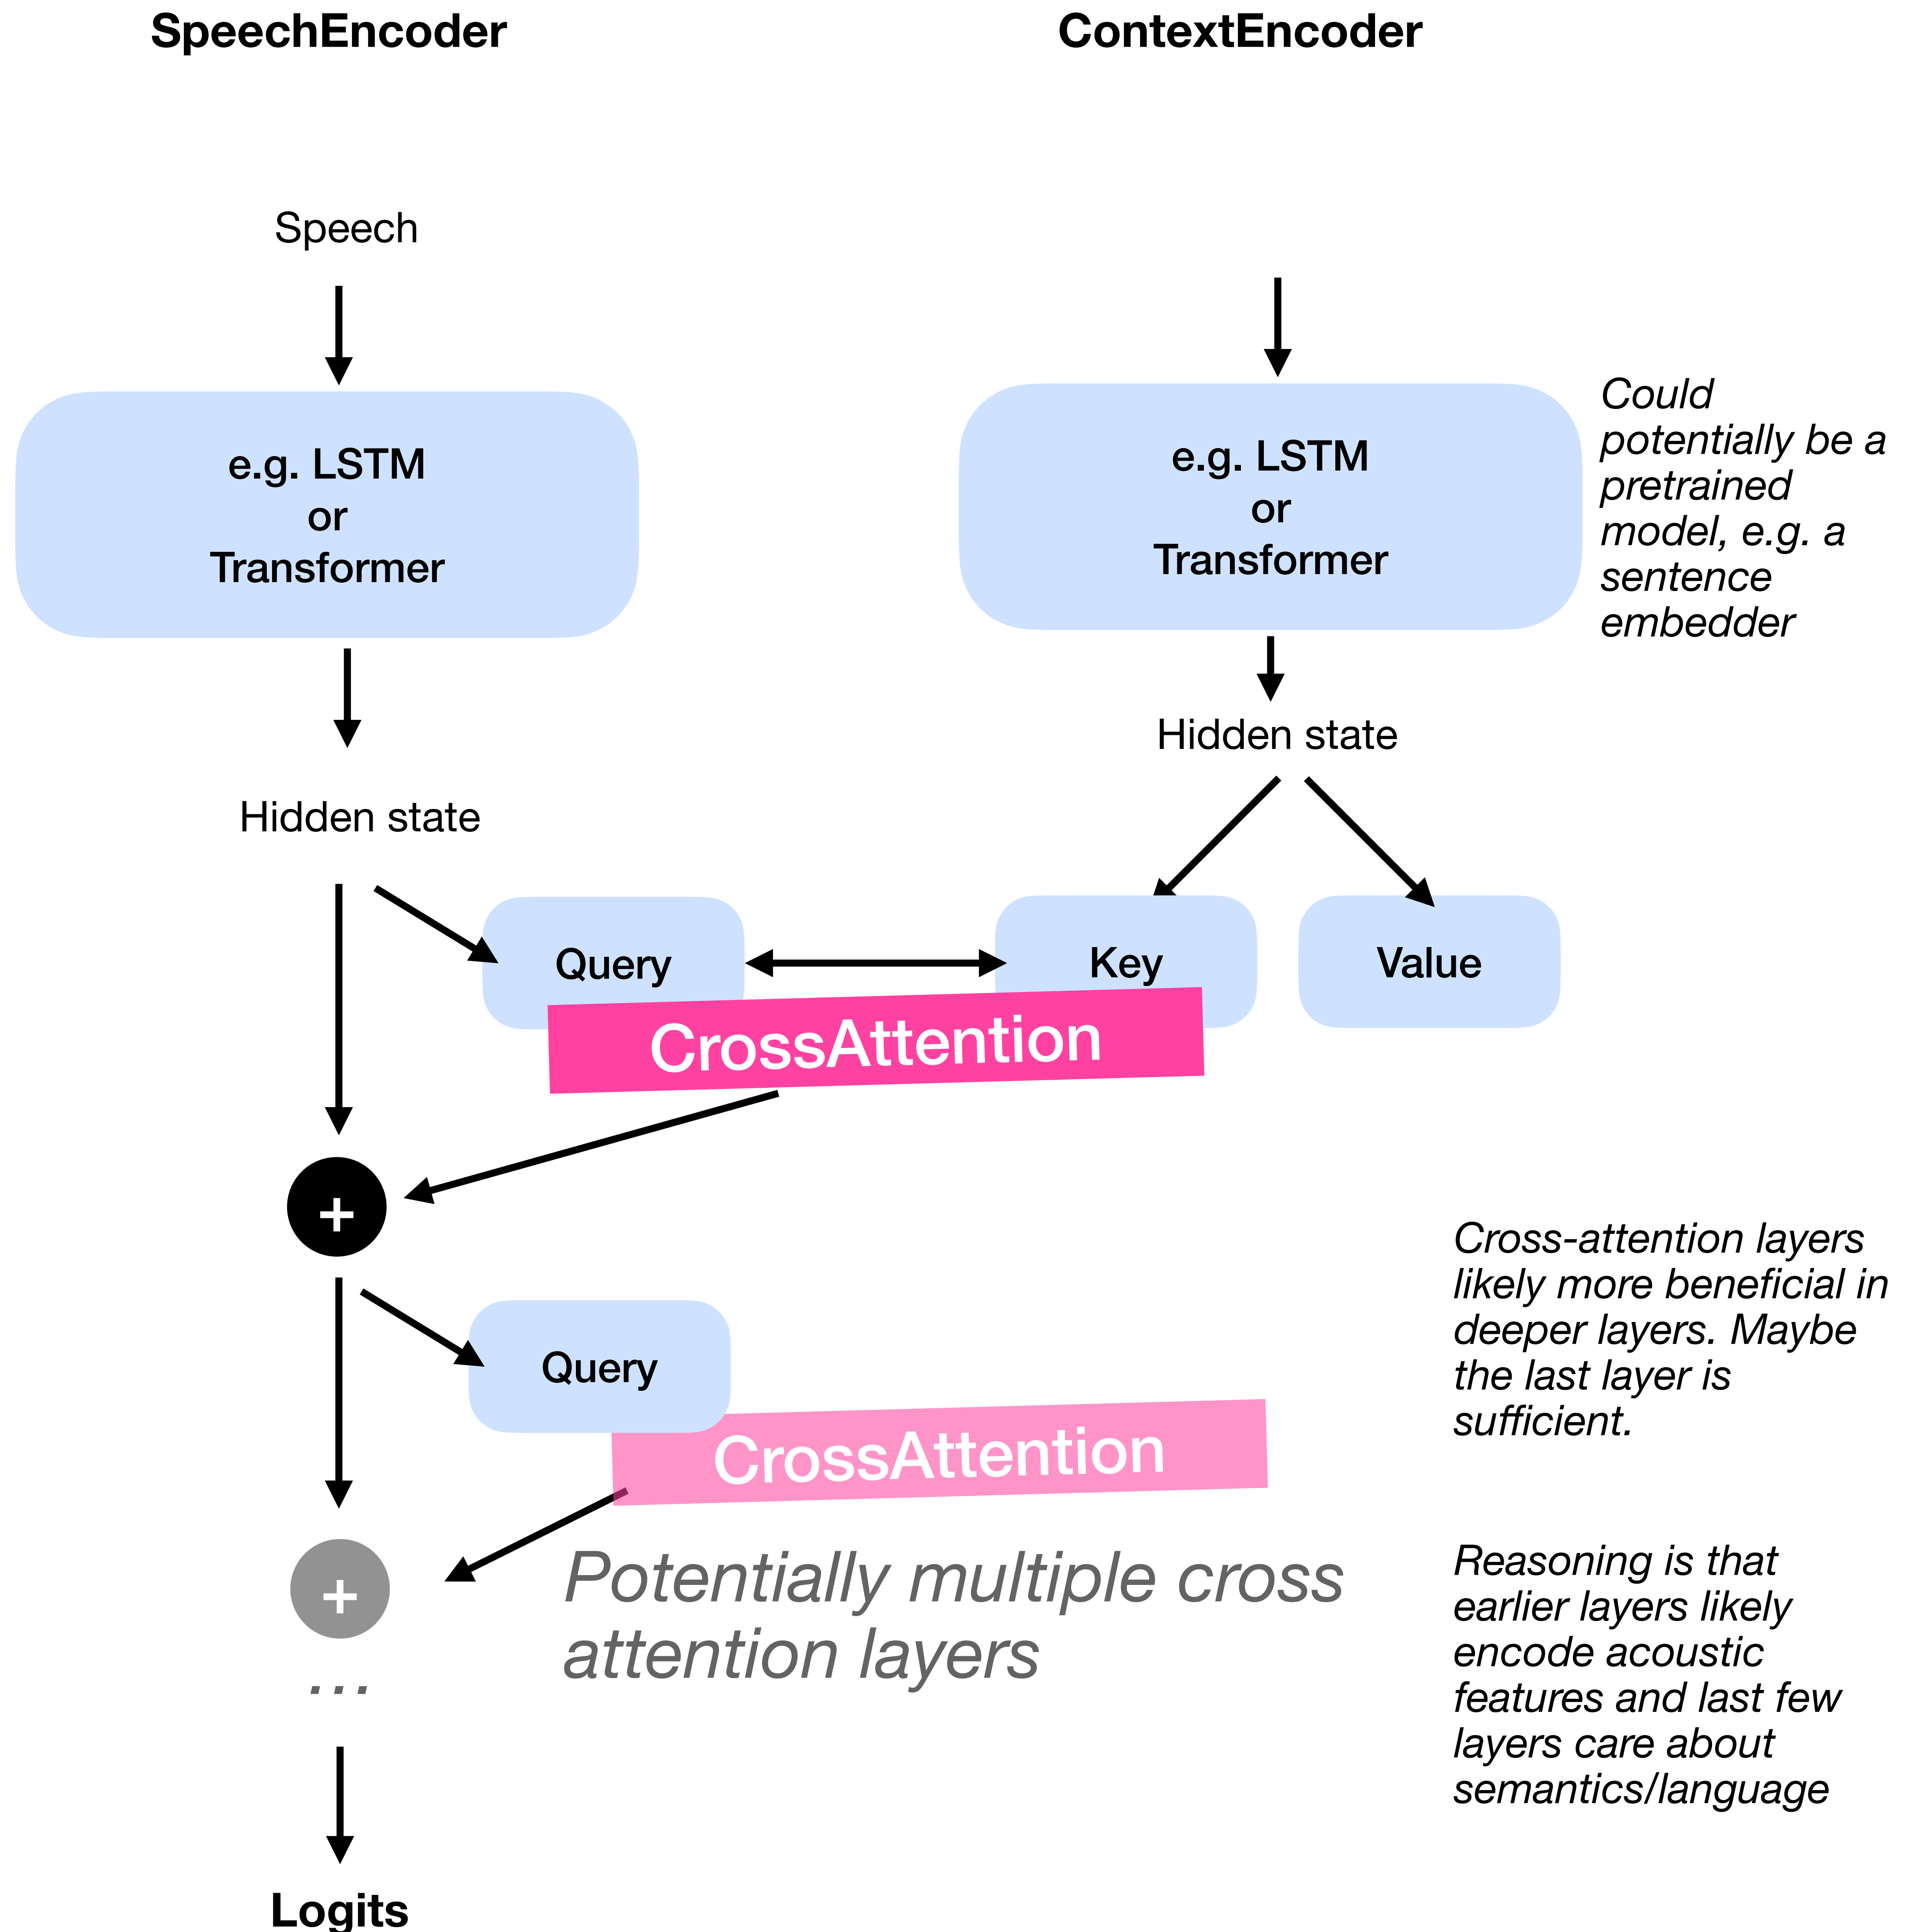 SpeechEncoder
ContextEncoder
Speech
e.g. LSTM
or
Transformer
e.g. LSTM
or
Transformer
Could
potentially be a
pretrained
model, e.g. a
sentence
embedder
Hidden state
Hidden state
Query
Key
Value
CrossAttention
+
Query
CrossAttention
+
...
Potentially multiple cross
attention layers
Cross-attention layers
likely more beneficial in
deeper layers. Maybe
the last layer is
sufficient.
Reasoning is that
earlier layers likely
encode acoustic
features and last few
layers care about
semantics/language
Logits